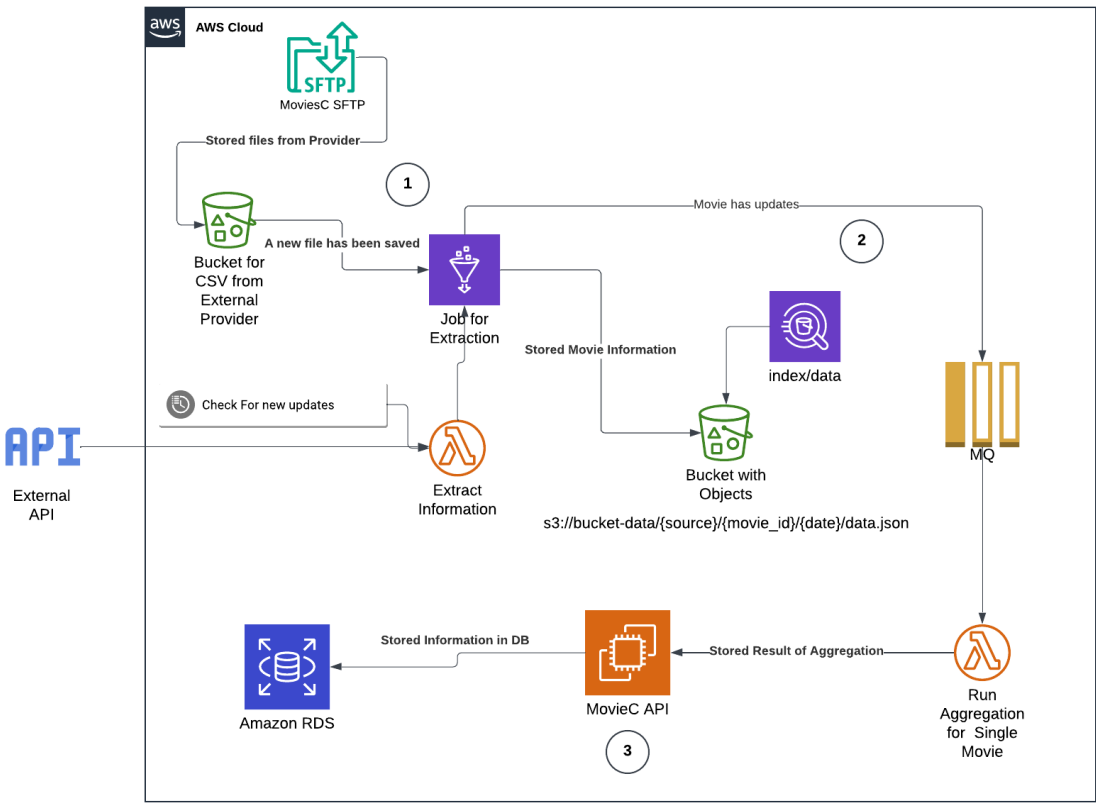 aws
AWS Cloud
SFTP
MoviesC SFTP
Stored files from Provider
1
Movie has updates
2
A new file has been saved
Bucket for
CSV from
External
Provider
Job for
Extraction
Stored Movie Information
index/data
Check For new updates
API
External
API
Extract
Information
Bucket with
Objects
MQ
s3://bucket-data/{source}/{movie_id}/{date}/data.json
Stored Information in DB
Stored Result of Aggregation
Amazon RDS
MovieC API
3
Run
Aggregation
for Single
Movie